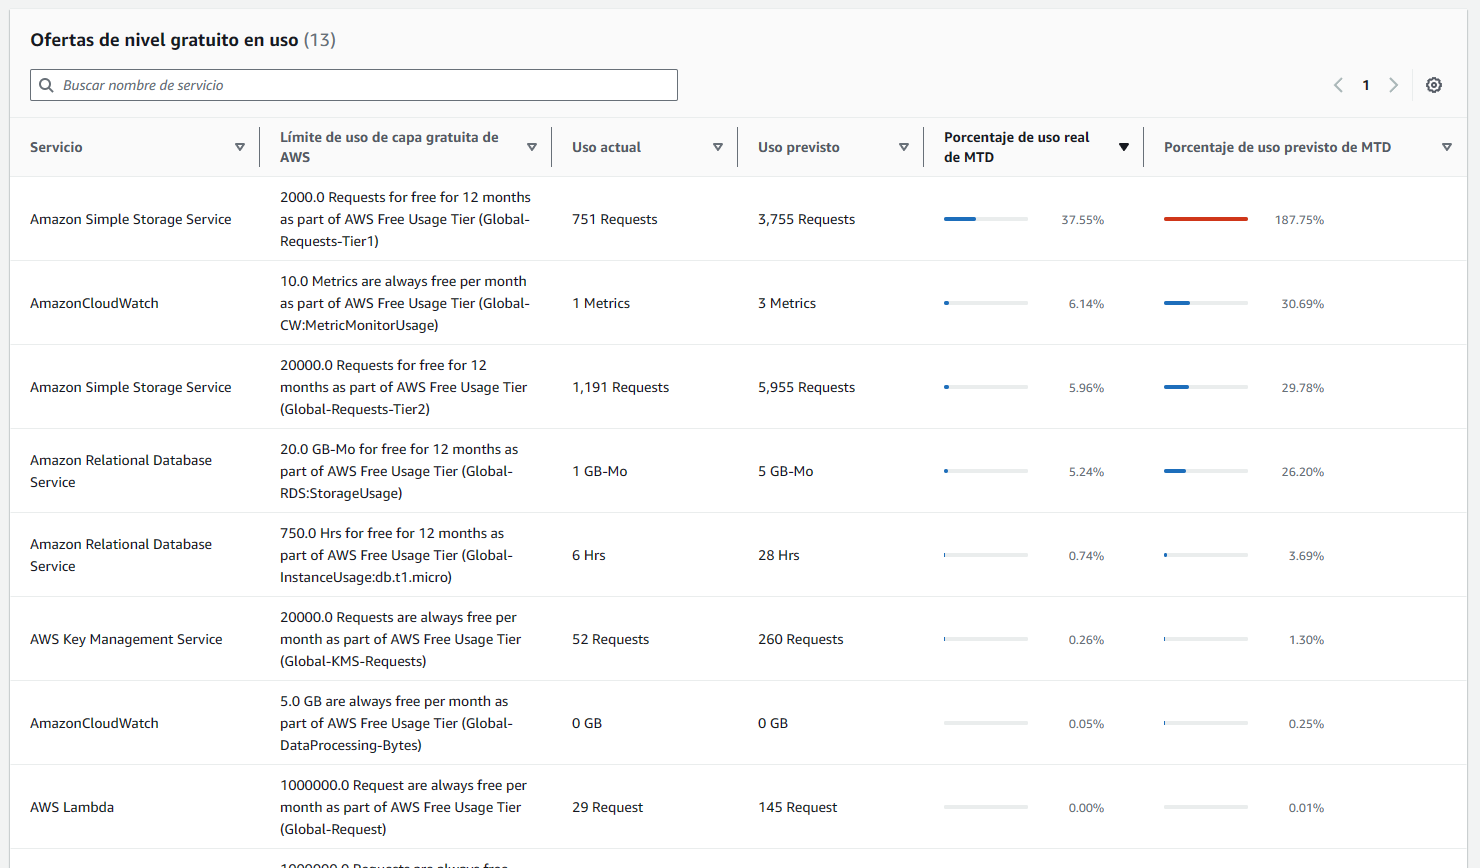 Ofertas de nivel gratuito en uso (13)
Buscar nombre de servicio
1
Servicio
Límite de uso de capa gratuita de
AWS
Uso actual
Uso previsto
Porcentaje de uso real
de MTD
Porcentaje de uso previsto de MTD
Amazon Simple Storage Service
2000.0 Requests for free for 12 months
as part of AWS Free Usage Tier (Global-
Requests-Tier1)
751 Requests
3,755 Requests
37.55%
187.75%
AmazonCloudWatch
10.0 Metrics are always free per month
as part of AWS Free Usage Tier (Global-
CW:MetricMonitorUsage)
1 Metrics
3 Metrics
6.14%
30.69%
Amazon Simple Storage Service
20000.0 Requests for free for 12
months as part of AWS Free Usage Tier
(Global-Requests-Tier2)
1,191 Requests
5,955 Requests
5.96%
29.78%
Amazon Relational Database
Service
20.0 GB-Mo for free for 12 months as
part of AWS Free Usage Tier (Global-
RDS:StorageUsage)
1 GB-Mo
5 GB-Mo
5.24%
26.20%
Amazon Relational Database
Service
750.0 Hrs for free for 12 months as
part of AWS Free Usage Tier (Global-
InstanceUsage:db.t1.micro)
6 Hrs
28 Hrs
0.74%
3.69%
AWS Key Management Service
20000.0 Requests are always free per
month as part of AWS Free Usage Tier
(Global-KMS-Requests)
52 Requests
260 Requests
0.26%
1.30%
AmazonCloudWatch
5.0 GB are always free per month as
part of AWS Free Usage Tier (Global-
DataProcessing-Bytes)
0 GB
0 GB
0.05%
0.25%
AWS Lambda
1000000.0 Request are always free per
month as part of AWS Free Usage Tier
(Global-Request)
29 Request
145 Request
0.00%
0.01%
1000000.0 Requests are always free